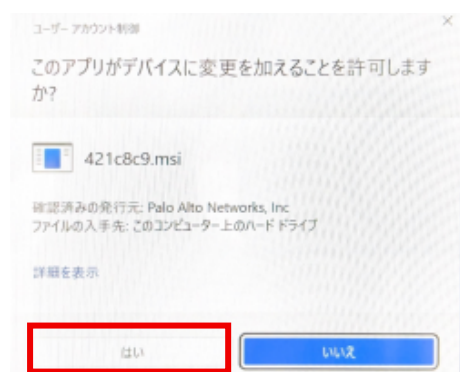 ユーザー アカウント制御
このアプリがデバイスに変更を加えることを許可します
か?
421c8c9.msi
確認済みの発行元: Palo Alto Networks, Inc
ファイルの入手先: このコンピューター上のハード ドライブ
詳細を表示
はい
いいえ